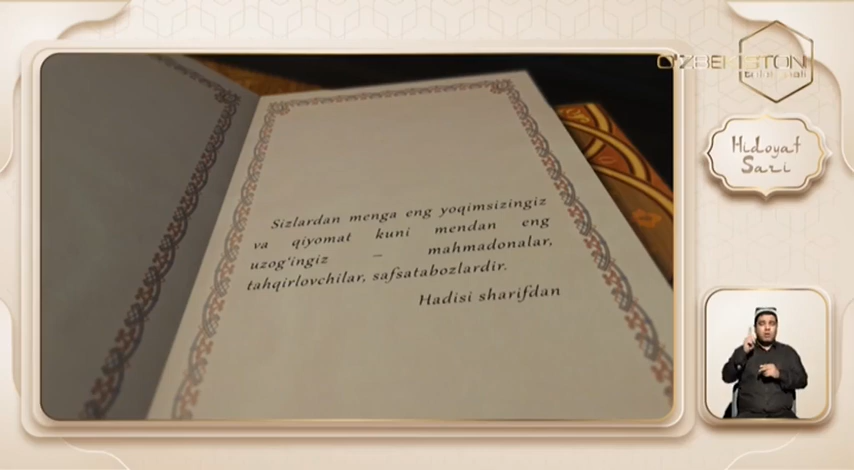 O'ZBEKISTON
telekanali
Hidoyat
Sari
Sizlardan menga eng yoqimsizingiz
va qiyomat kuni mendan eng
uzog'ingiz – mahmadonalar,
tahqirlovchilar, safsatabozlardir.
Hadisi sharifdan